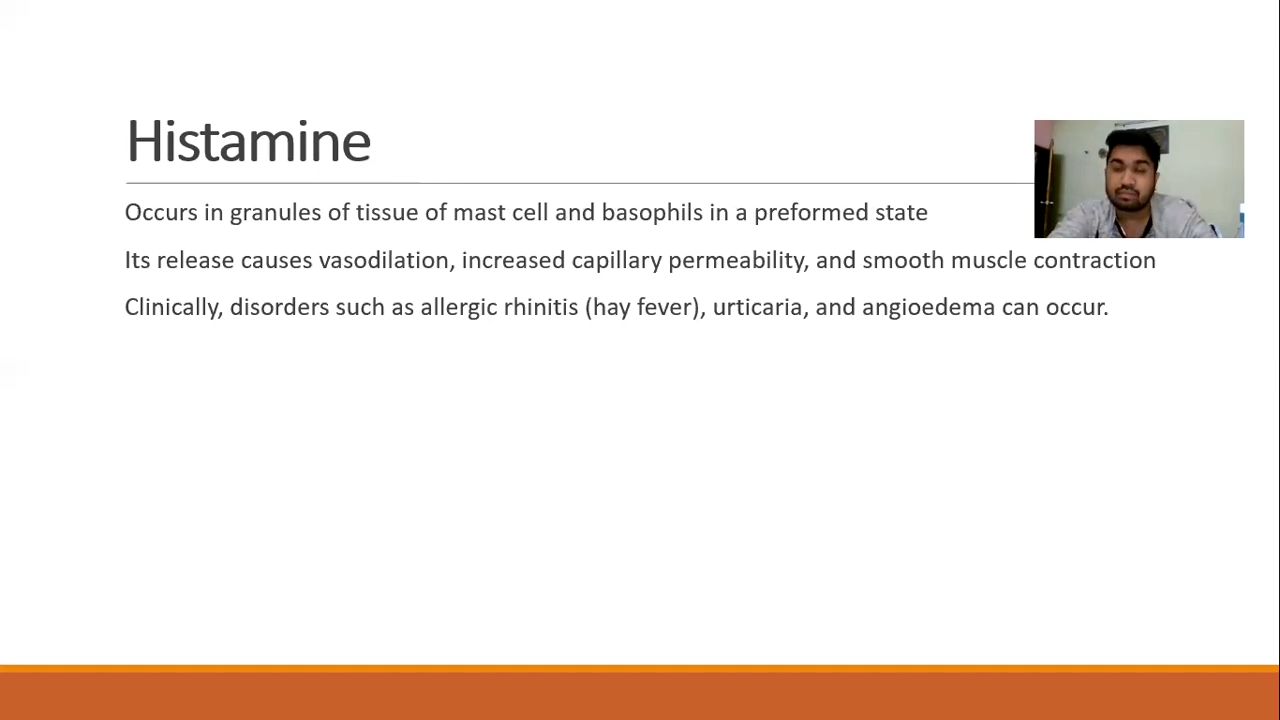 Histamine
Occurs in granules of tissue of mast cell and basophils in a preformed state
Its release causes vasodilation, increased capillary permeability, and smooth muscle contraction
Clinically, disorders such as allergic rhinitis (hay fever), urticaria, and angioedema can occur.